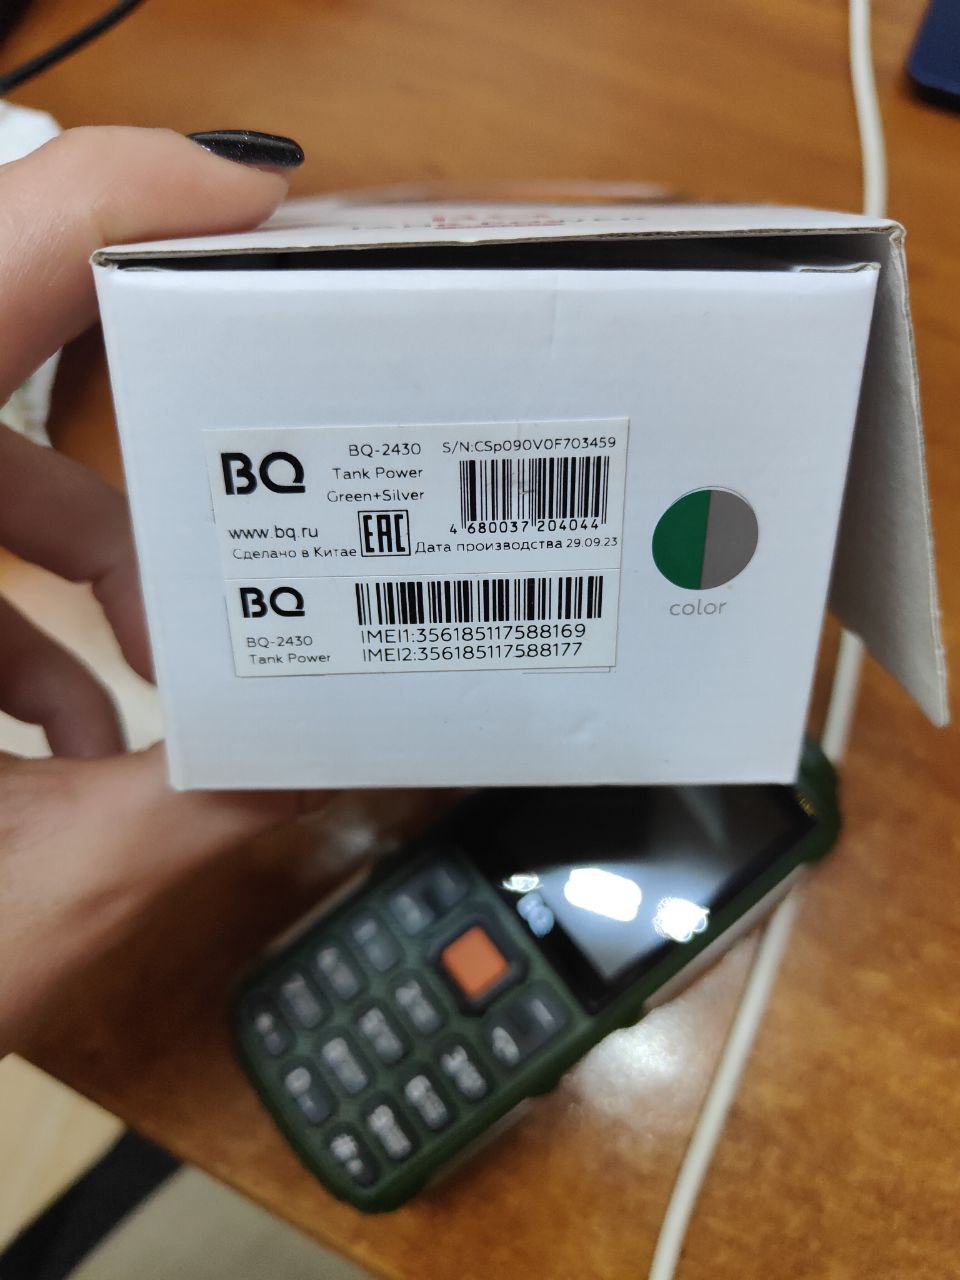 BQ
BQ-2430
Tank Power
Green+Silver
S/N:CSp090V0F703459
4 680037 204044
www.bq.ru
Сделано в Китае
EAC
Дата производства 29.09.23
BQ
BQ-2430
Tank Power
IMEI1:356185117588169
IMEI2:356185117588177
color